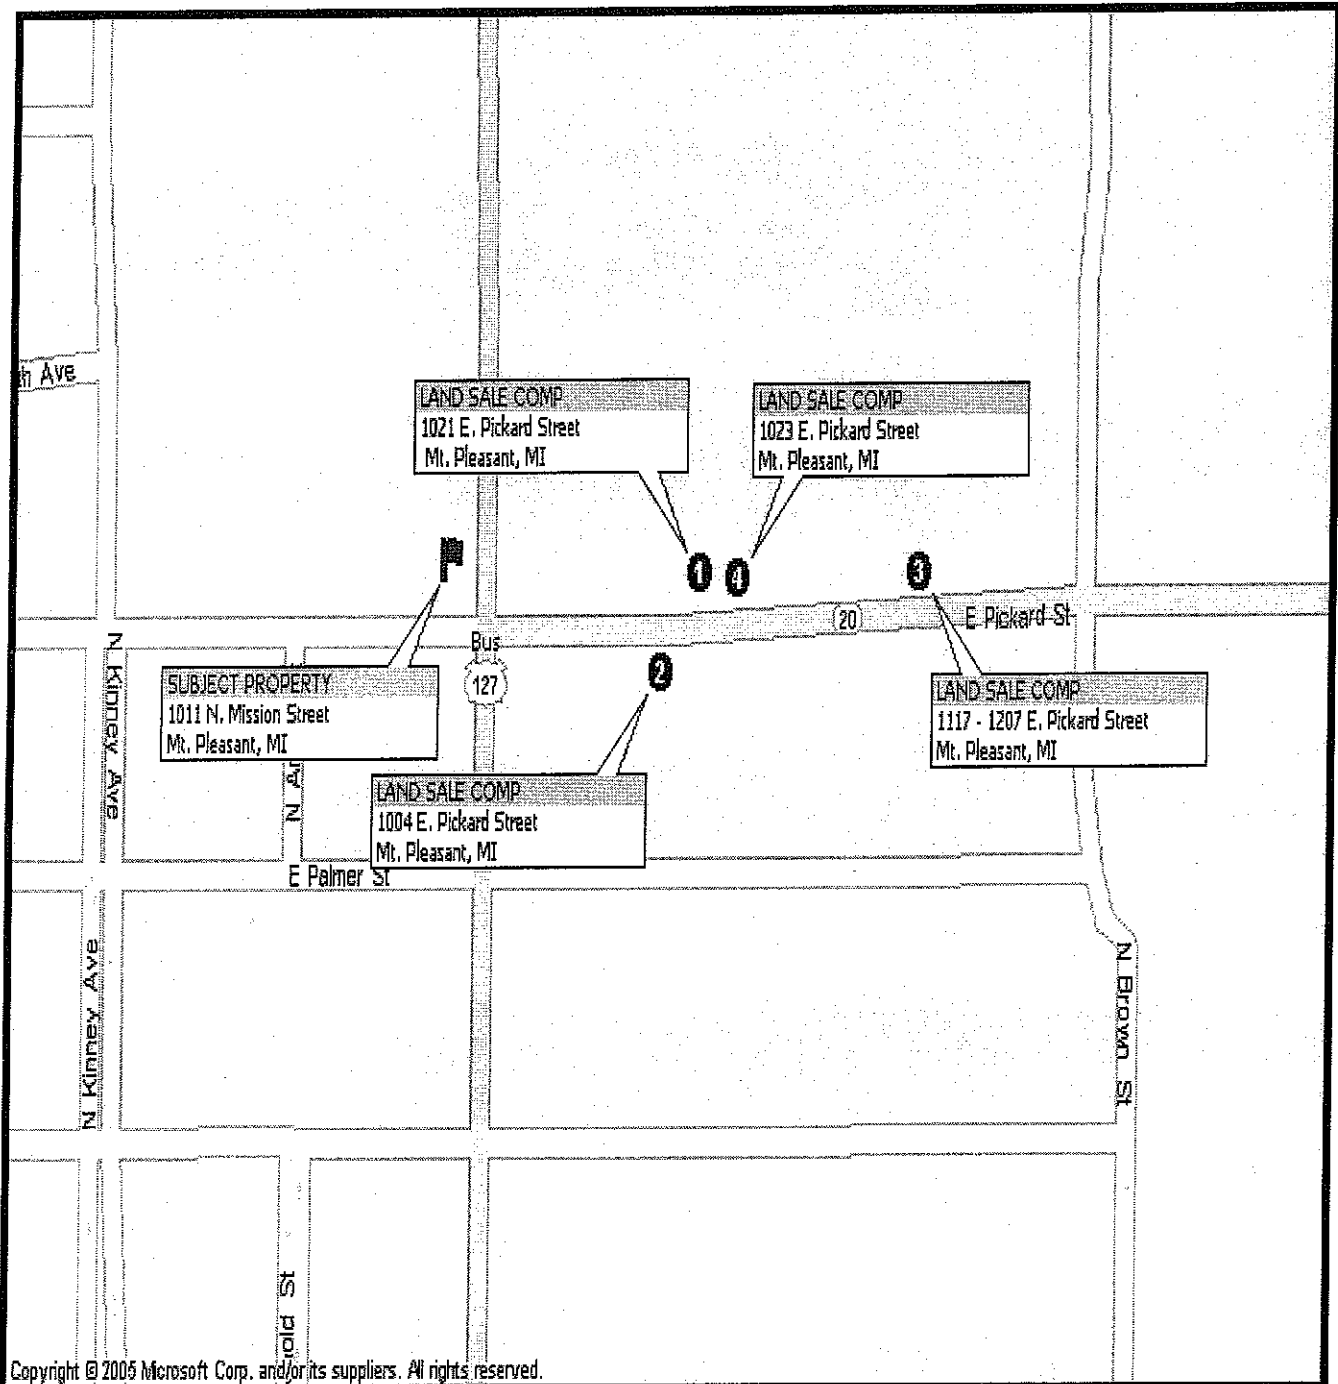 h Ave
LAND SALE COMP
1021 E. Pickard Street
Mt. Pleasant, MI
LAND SALE COMP
1023 E. Pickard Street
Mt. Pleasant, MI
1
4
3
20
E Pickard St
Bus
127
2
N Kinney Ave
SUBJECT PROPERTY
1011 N. Mission Street
Mt. Pleasant, MI
LAND SALE COMP
1117 - 1207 E. Pickard Street
Mt. Pleasant, MI
N
LAND SALE COMP
1004 E. Pickard Street
Mt. Pleasant, MI
E Palmer St
N Kinney Ave
N Brown St
old St
Copyright © 2005 Microsoft Corp. and/or its suppliers. All rights reserved.